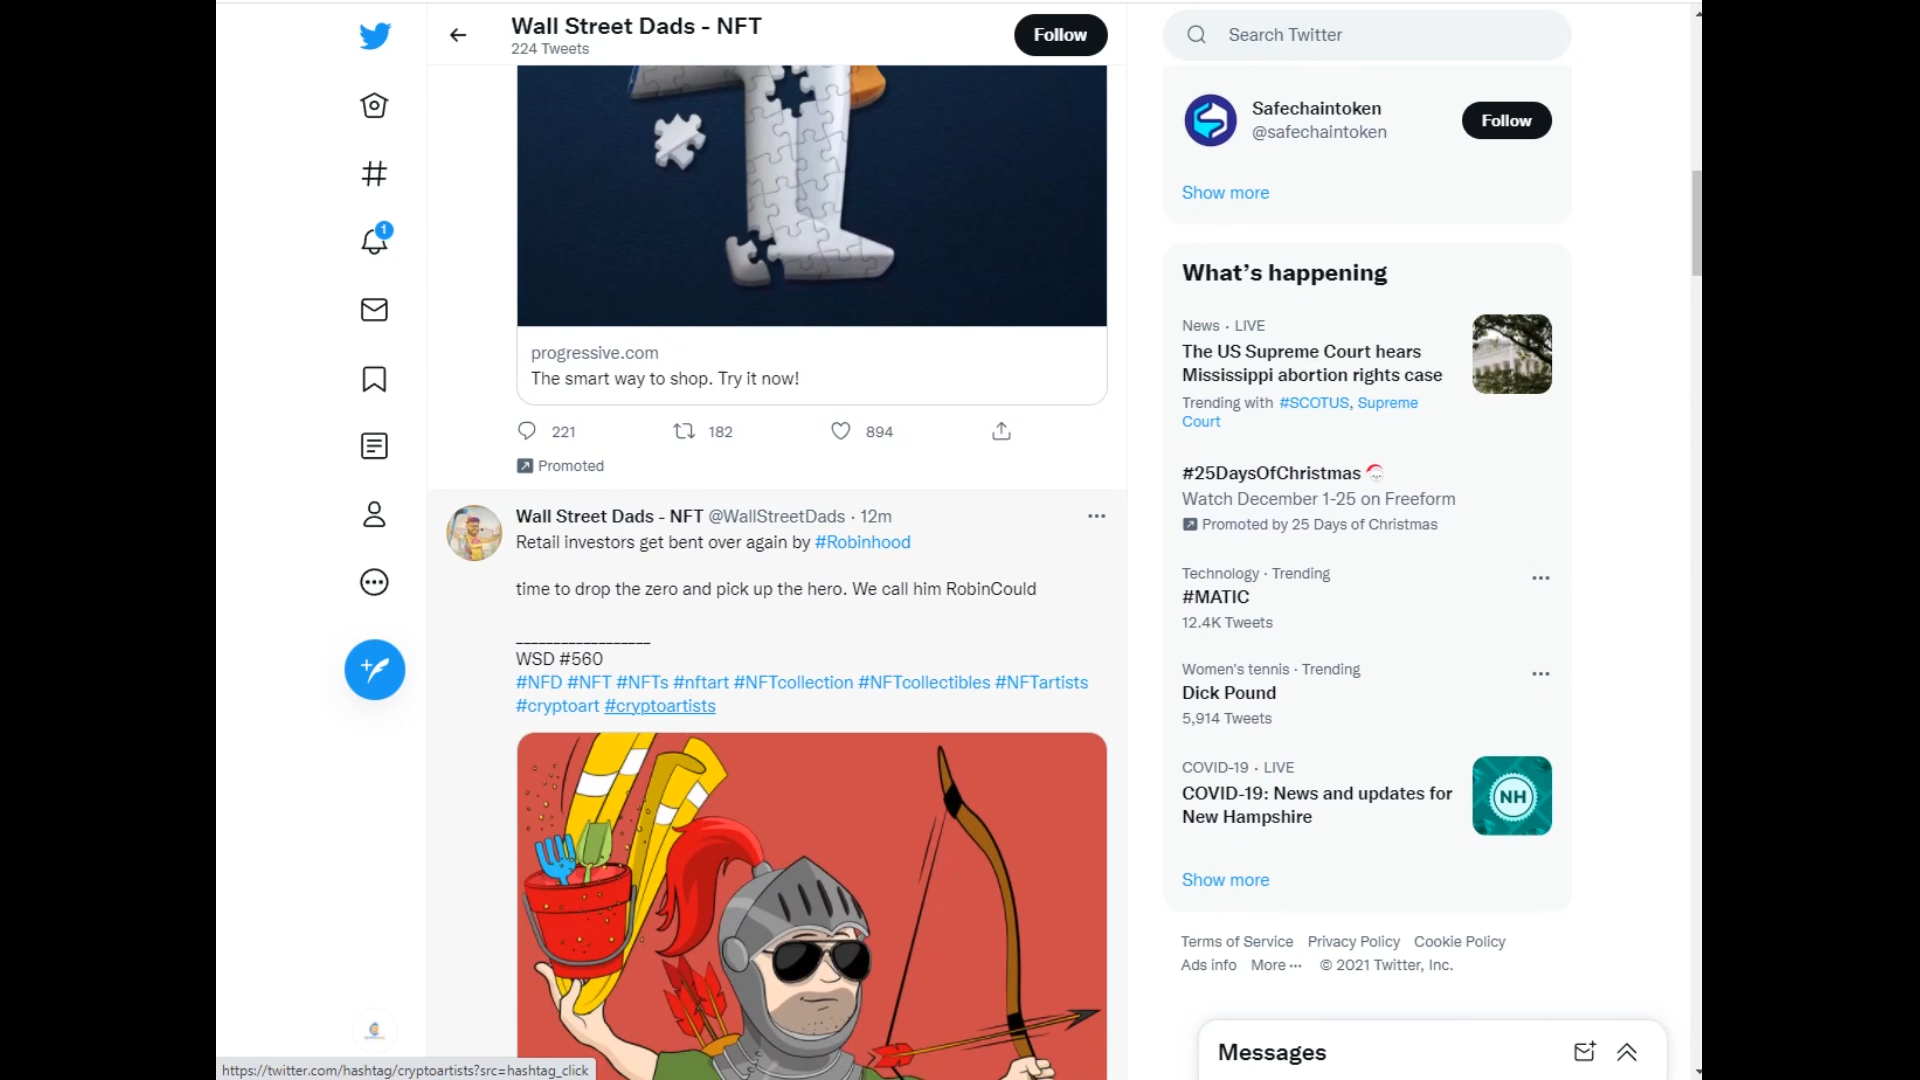 Wall Street Dads - NFT
224 Tweets
Follow
Search Twitter
progressive.com
The smart way to shop. Try it now!
221
182
894
Promoted
Wall Street Dads - NFT @WallStreetDads · 12m
Retail investors get bent over again by #Robinhood
time to drop the zero and pick up the hero. We call him RobinCould
__________________
WSD #560
#NFD #NFT #NFTs #nftart #NFTcollection #NFTcollectibles #NFTartists
#cryptoart #cryptoartists
1
Safechaintoken
@safechaintoken
Follow
Show more
What's happening
News · LIVE
The US Supreme Court hears
Mississippi abortion rights case
Trending with #SCOTUS, Supreme
Court
#25DaysOfChristmas
Watch December 1-25 on Freeform
Promoted by 25 Days of Christmas
Technology · Trending
#MATIC
12.4K Tweets
Women's tennis · Trending
Dick Pound
5,914 Tweets
COVID-19 · LIVE
COVID-19: News and updates for
New Hampshire
NH
Show more
Terms of Service Privacy Policy Cookie Policy
Ads info More ··· © 2021 Twitter, Inc.
Messages
https://twitter.com/hashtag/cryptoartists?src=hashtag_click